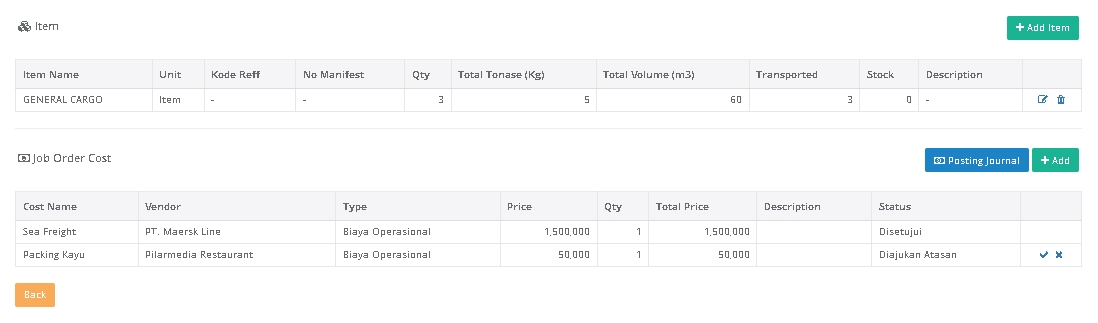 Item
+ Add Item
Item Name Unit Kode Reff No Manifest Qty Total Tonase (Kg) Total Volume (m3) Transported Stock Description
GENERAL CARGO Item - - 3 5 60 3 0 -
Job Order Cost
Posting Journal + Add
Cost Name Vendor Type Price Qty Total Price Description Status
Sea Freight PT. Maersk Line Biaya Operasional 1,500,000 1 1,500,000 Disetujui
Packing Kayu Pilarmedia Restaurant Biaya Operasional 50,000 1 50,000 Diajukan Atasan
Back